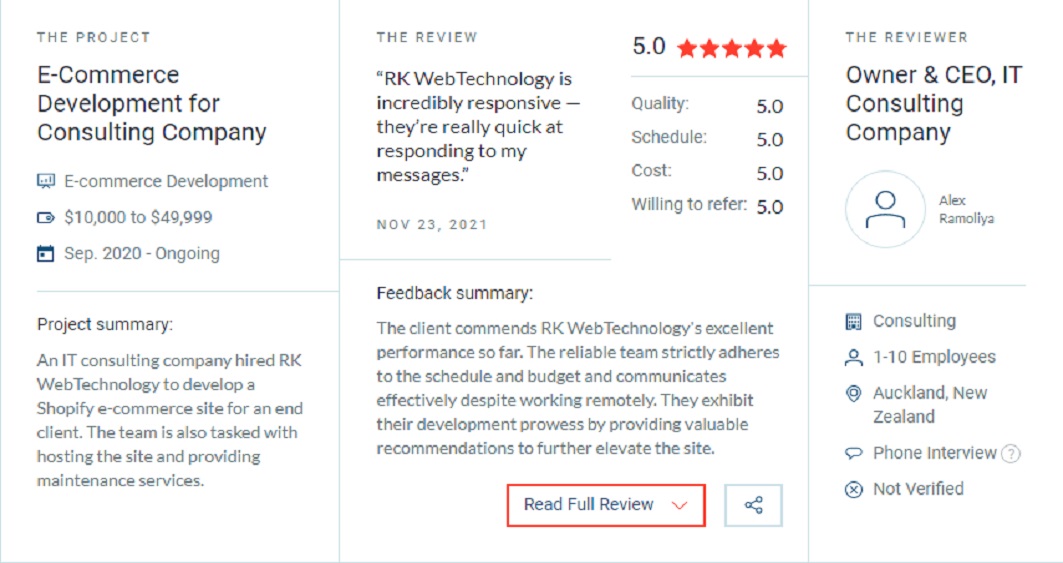 THE PROJECT
E-Commerce
Development for
Consulting Company
E-commerce Development
$10,000 to $49,999
Sep. 2020 - Ongoing
Project summary:
An IT consulting company hired RK
WebTechnology to develop a
Shopify e-commerce site for an end
client. The team is also tasked with
hosting the site and providing
maintenance services.
THE REVIEW
“RK WebTechnology is
incredibly responsive —
they’re really quick at
responding to my
messages.”
NOV 23, 2021
5.0
Quality: 5.0
Schedule: 5.0
Cost: 5.0
Willing to refer: 5.0
Feedback summary:
The client commends RK WebTechnology's excellent
performance so far. The reliable team strictly adheres
to the schedule and budget and communicates
effectively despite working remotely. They exhibit
their development prowess by providing valuable
recommendations to further elevate the site.
Read Full Review
THE REVIEWER
Owner & CEO, IT
Consulting
Company
Alex
Ramoliya
Consulting
1-10 Employees
Auckland, New
Zealand
Phone Interview ?
Not Verified